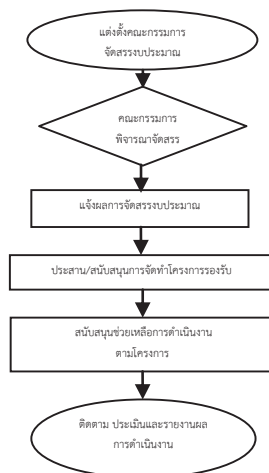 แต่งตั้งคณะกรรมการ
จัดสรรงบประมาณ
คณะกรรมการ
พิจารณาจัดสรร
แจ้งผลการจัดสรรงบประมาณ
ประสาน/สนับสนุนการจัดทำโครงการรองรับ
สนับสนุนช่วยเหลือการดำเนินงาน
ตามโครงการ
ติดตาม ประเมินและรายงานผล
การดำเนินงาน